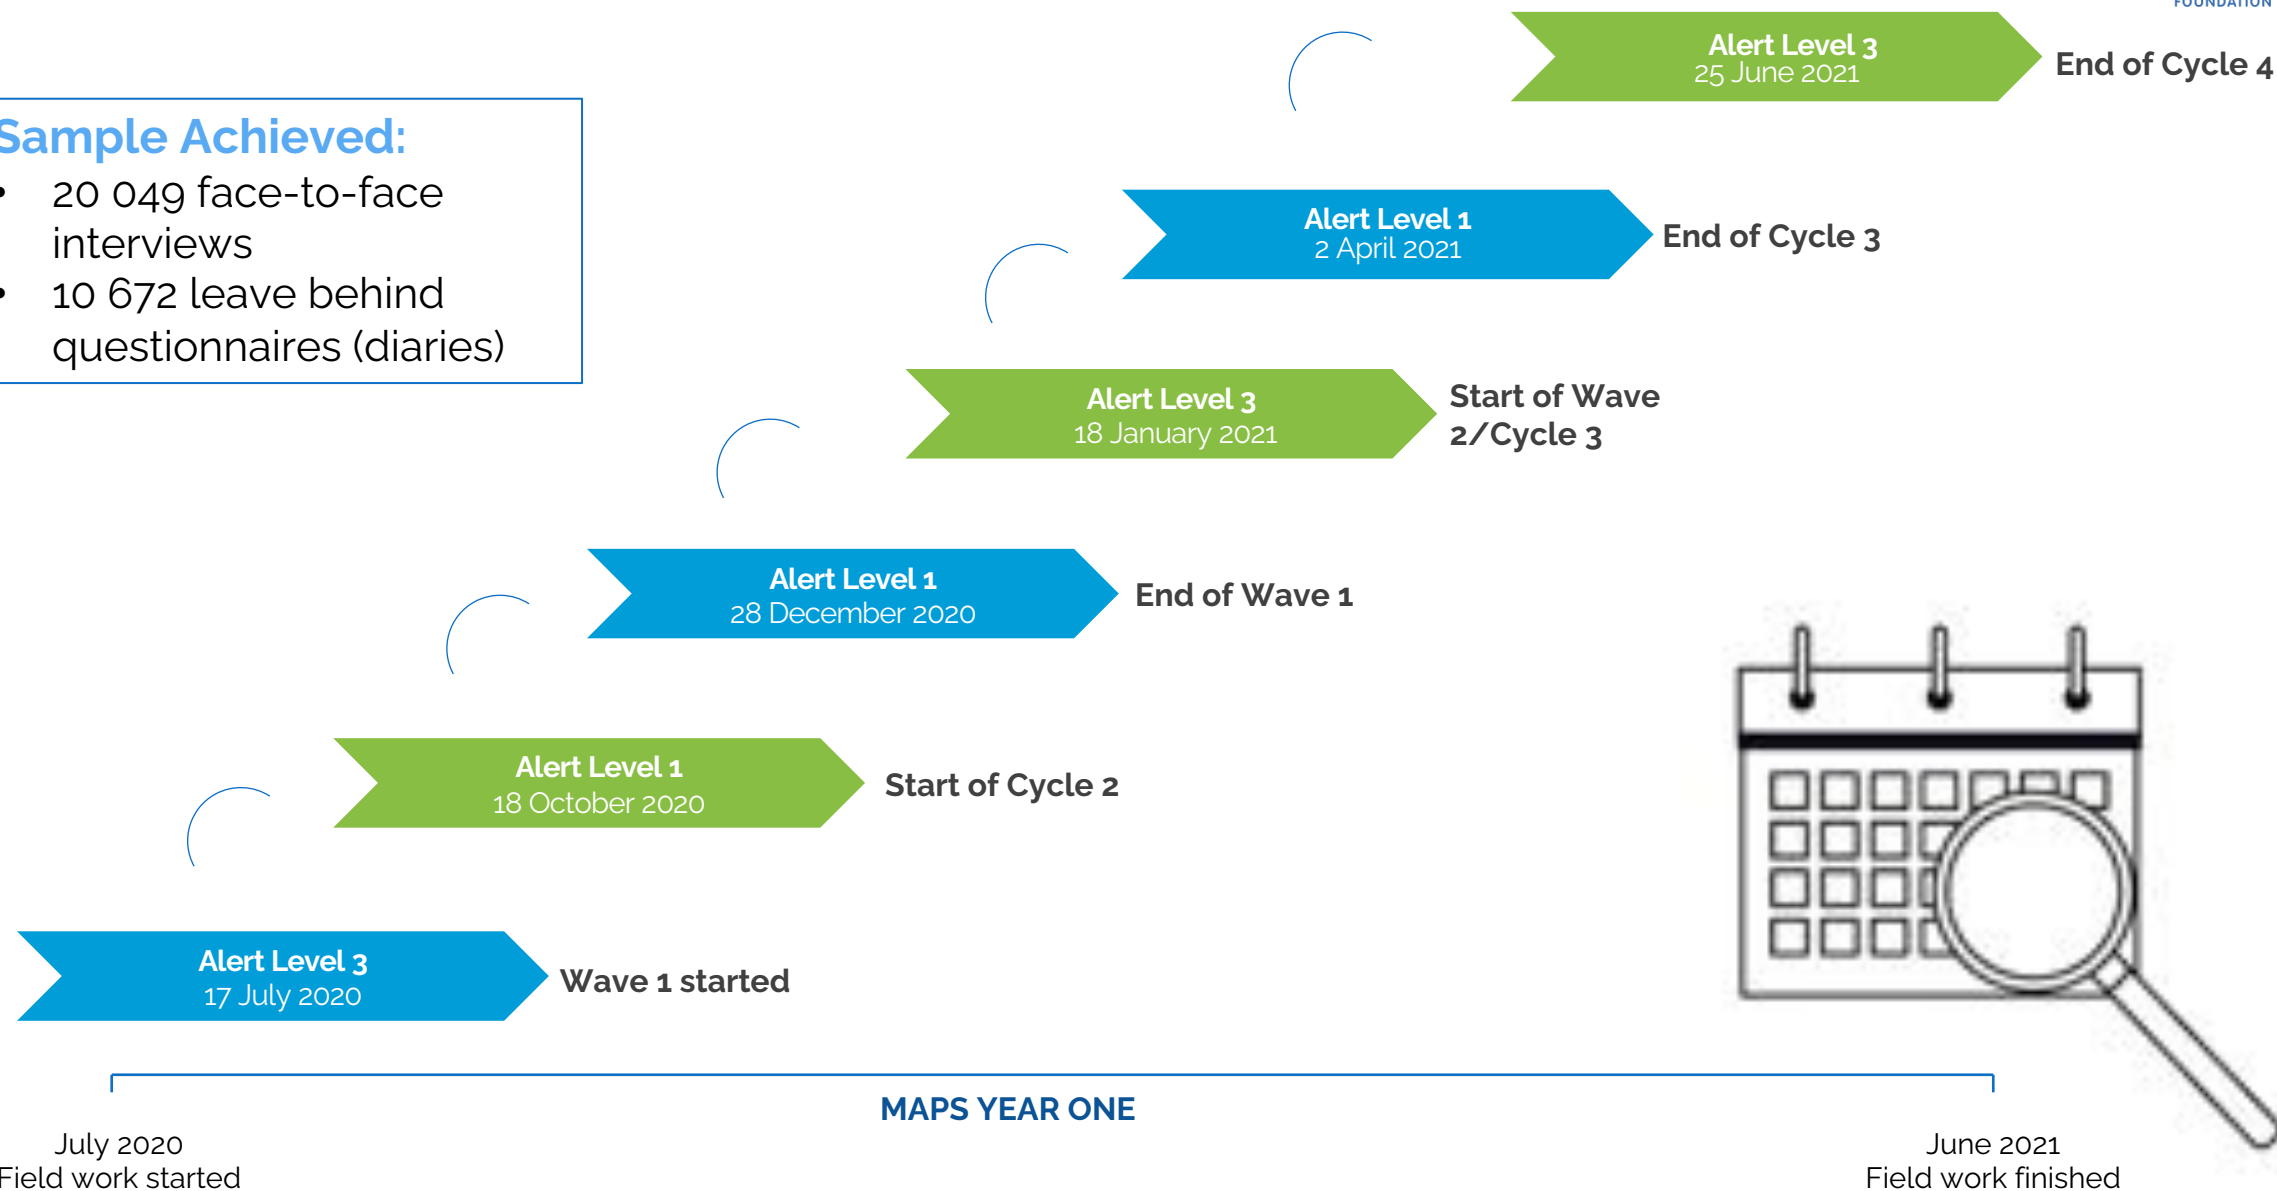 FOUNDATION
Alert Level 3
25 June 2021
End of Cycle 4
Sample Achieved:
• 20 049 face-to-face
interviews
• 10 672 leave behind
questionnaires (diaries)
Alert Level 1
2 April 2021
End of Cycle 3
Alert Level 3
18 January 2021
Start of Wave
2/Cycle 3
Alert Level 1
28 December 2020
End of Wave 1
Alert Level 1
18 October 2020
Start of Cycle 2
Alert Level 3
17 July 2020
Wave 1 started
MAPS YEAR ONE
July 2020
Field work started
June 2021
Field work finished